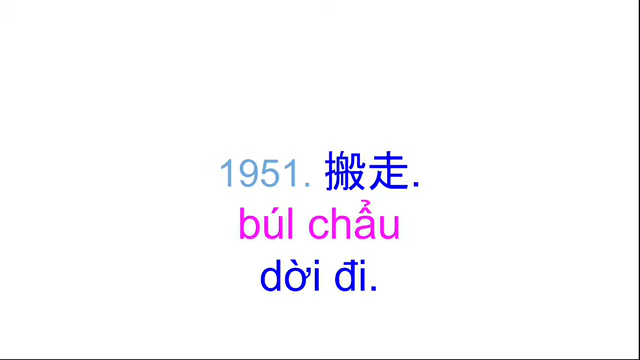 1951. 搬走.
búl chẩu
dời đi.